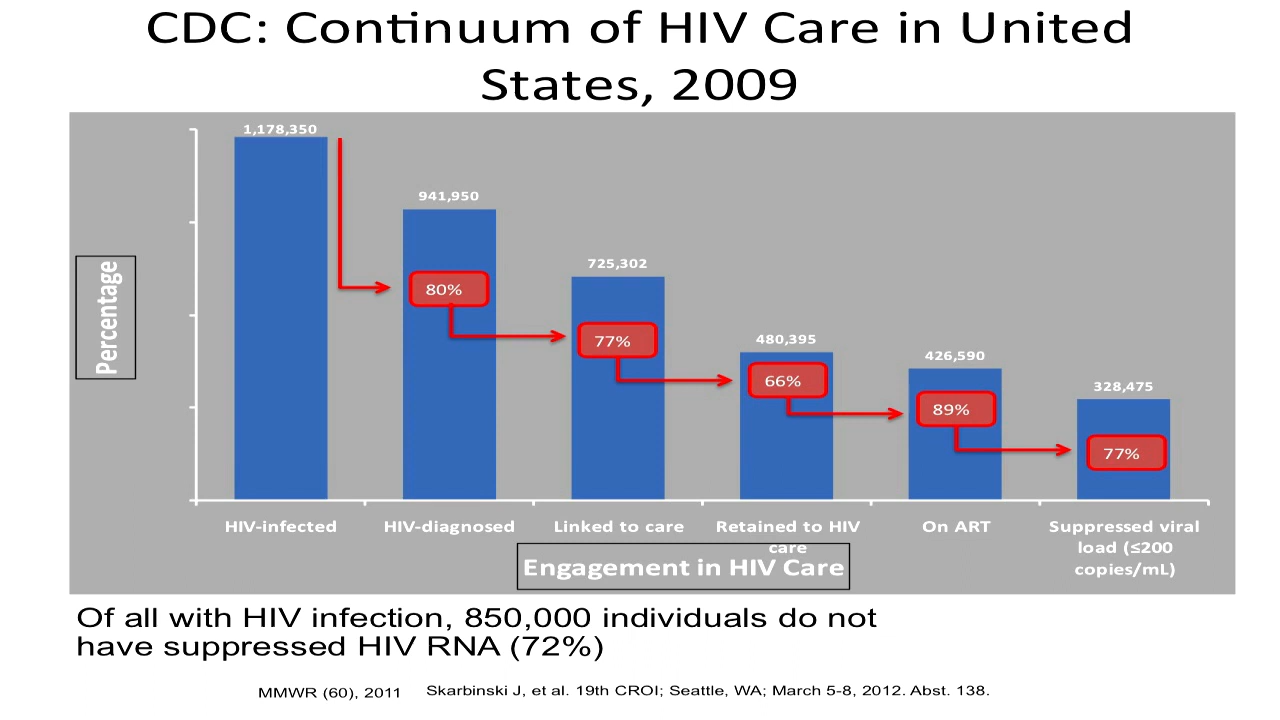 CDC: Continuum of HIV Care in United
States, 2009
1,178,350
941,950
725,302
480,395
426,590
328,475
Percentage
80%
77%
66%
89%
77%
HIV-infected
HIV-diagnosed
Linked to care
Retained to HIV
care
On ART
Suppressed viral
load (≤200
copies/mL)
Engagement in HIV Care
Of all with HIV infection, 850,000 individuals do not
have suppressed HIV RNA (72%)
MMWR (60), 2011
Skarbinski J, et al. 19th CROI; Seattle, WA; March 5-8, 2012. Abst. 138.